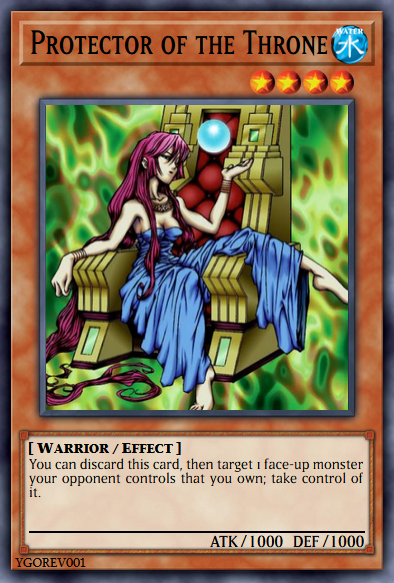 Protector of the Throne
WATER
水
[ Warrior / Effect ]
You can discard this card, then target 1 face-up monster
your opponent controls that you own; take control of
it.
ATK / 1000 DEF / 1000
YGOREV001